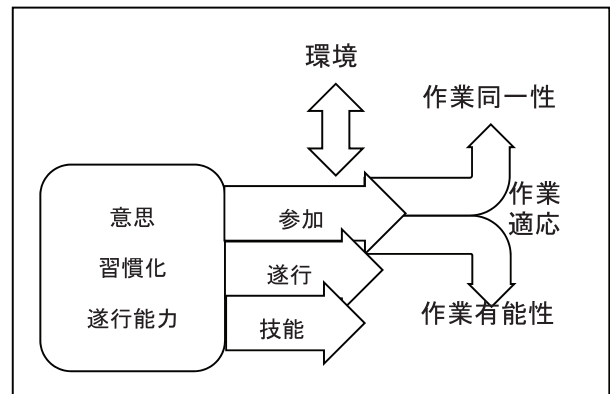 環境
作業同一性
意思
習慣化
遂行能力
参加
遂行
技能
作業
適応
作業有能性